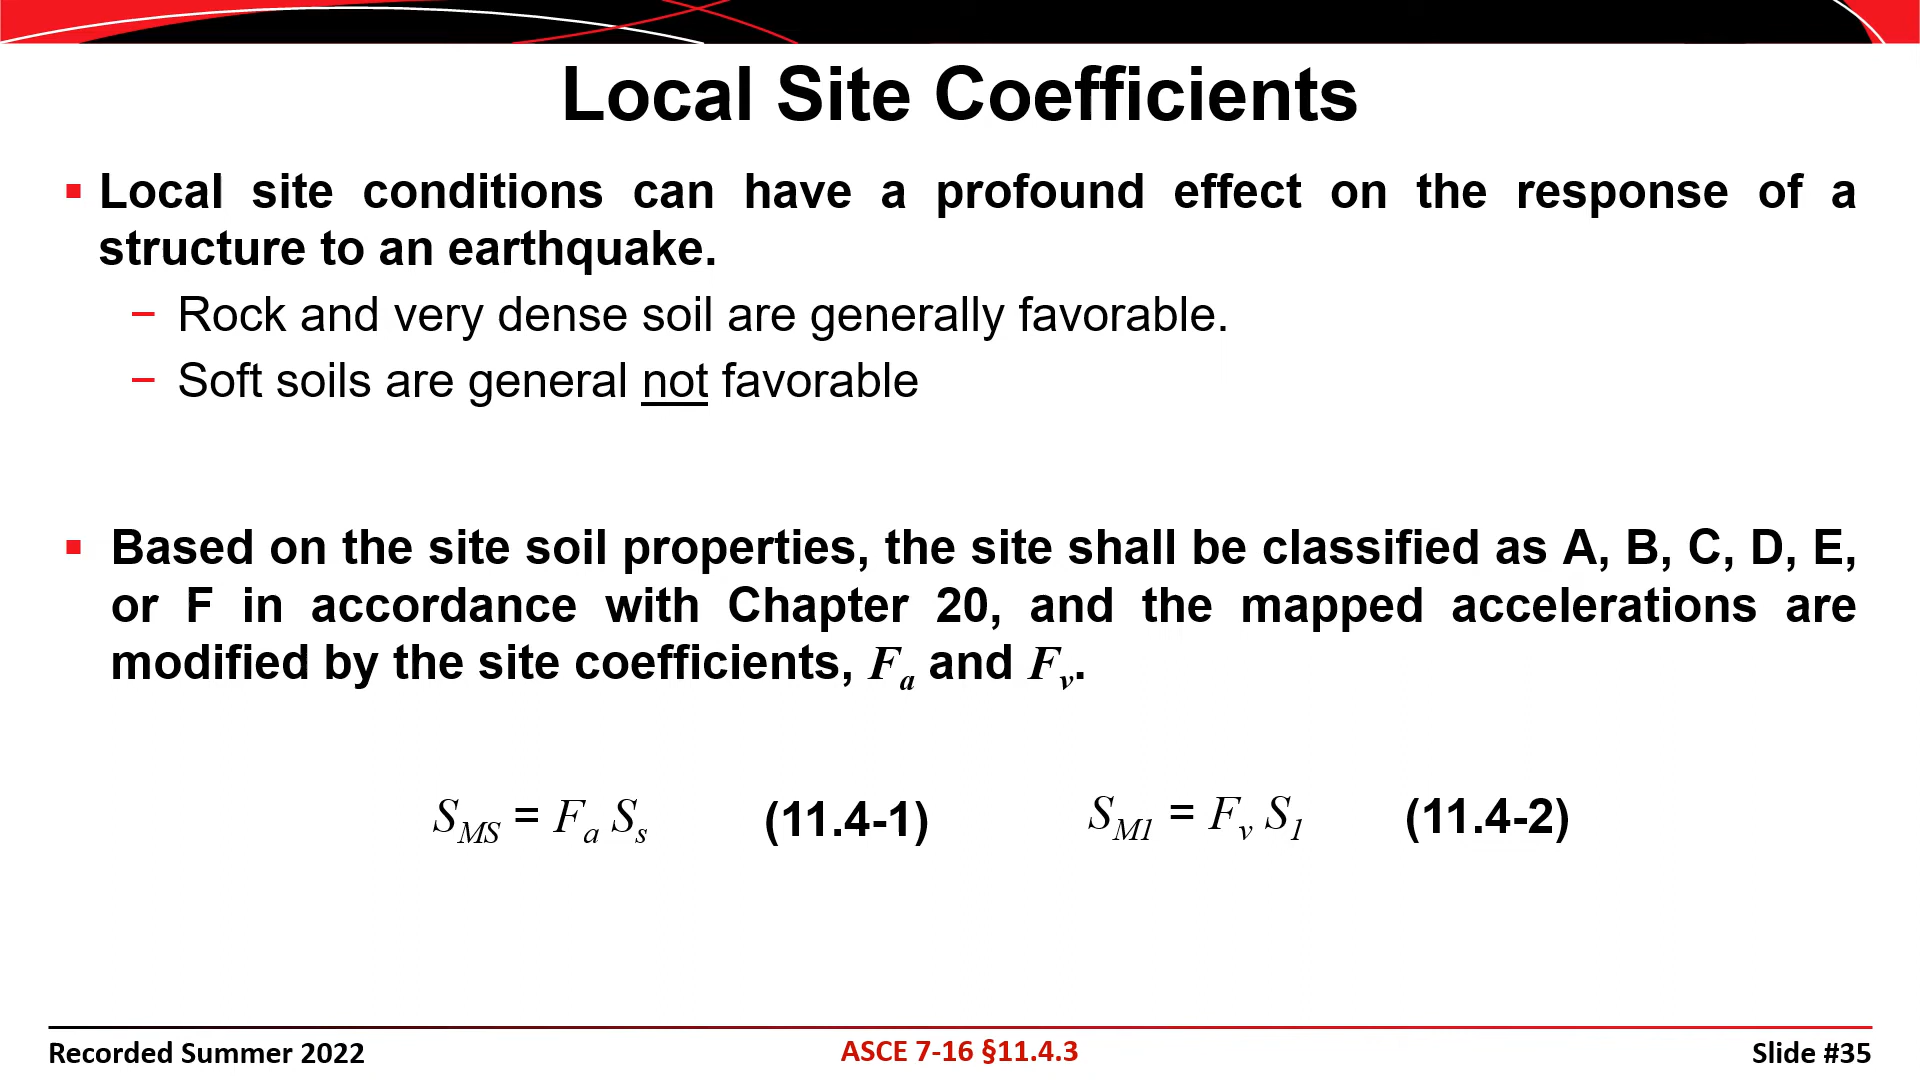 Local Site Coefficients
Local site conditions can have a profound effect on the response of a
structure to an earthquake.
– Rock and very dense soil are generally favorable.
– Soft soils are general not favorable
Based on the site soil properties, the site shall be classified as A, B, C, D, E,
or F in accordance with Chapter 20, and the mapped accelerations are
modified by the site coefficients, Fa and Fv.
SMS = Fa Ss (11.4-1) SM1 = Fv S1 (11.4-2)
Recorded Summer 2022 ASCE 7-16 §11.4.3 Slide #35